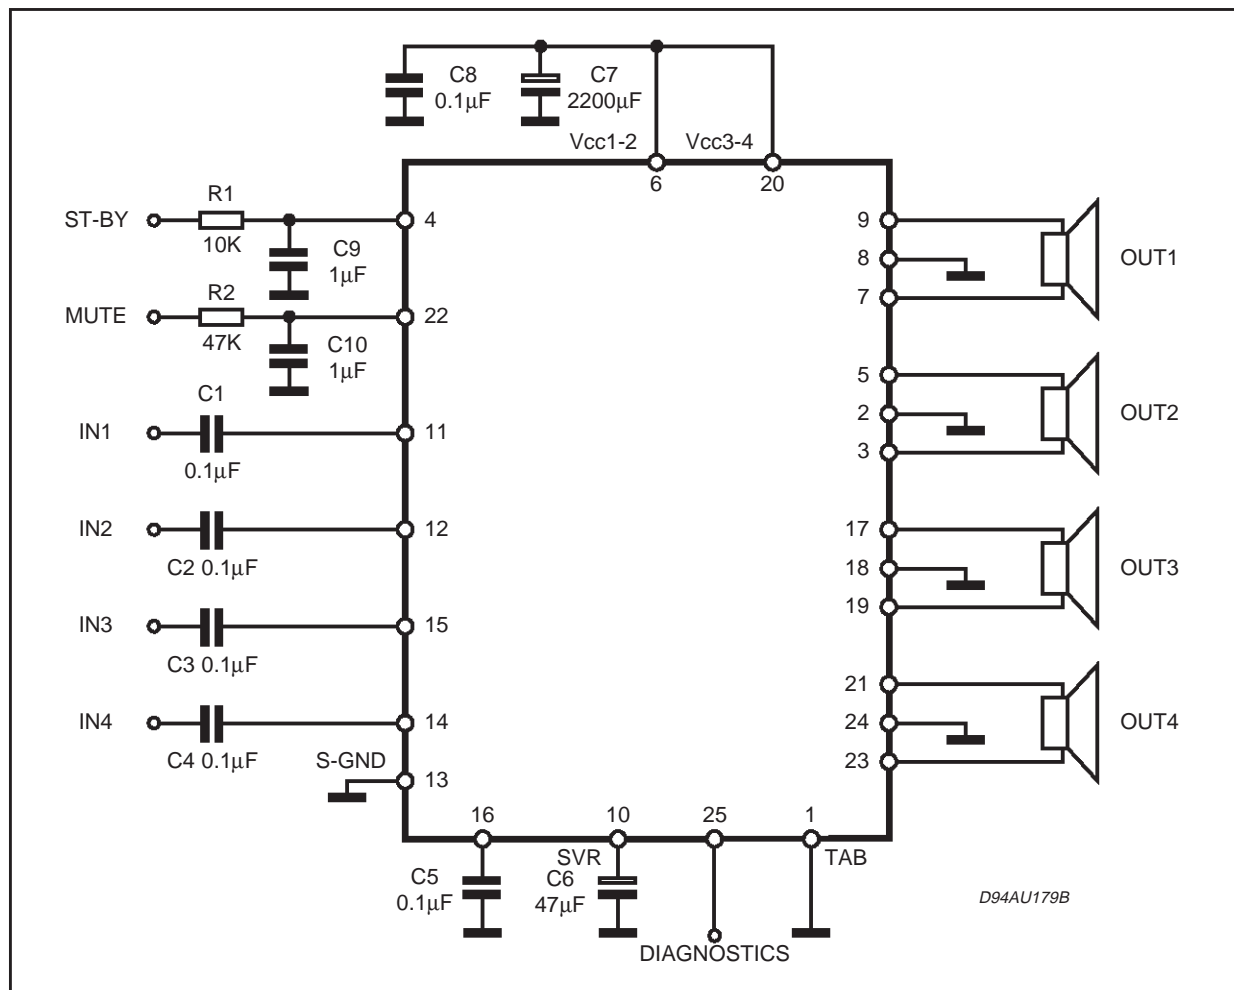 C8
0.1µF
C7
2200µF
Vcc1-2
Vcc3-4
6
20
ST-BY
R1
10K
4
C9
1µF
MUTE
R2
47K
22
C10
1µF
IN1
C1
0.1µF
11
IN2
C2 0.1µF
12
IN3
C3 0.1µF
15
IN4
C4 0.1µF
14
S-GND
13
9
8
7
OUT1
5
2
3
OUT2
17
18
19
OUT3
21
24
23
OUT4
16
10
25
1
C5
0.1µF
SVR
C6
47µF
DIAGNOSTICS
TAB
D94AU179B